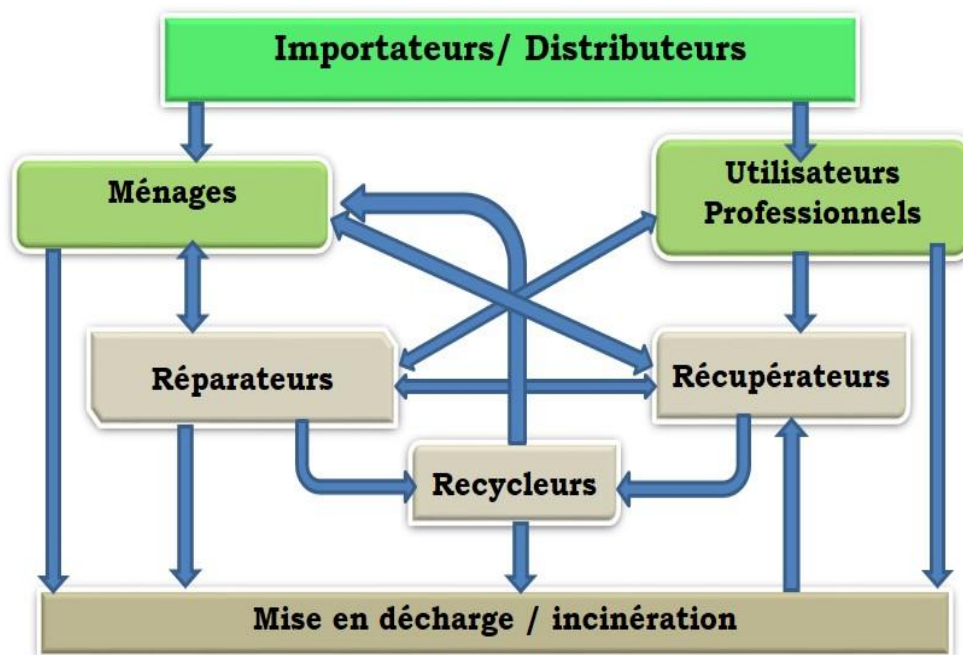 Importateurs/ Distributeurs
Ménages
Utilisateurs
Professionnels
Réparateurs
Récupérateurs
Recycleurs
Mise en décharge / incinération